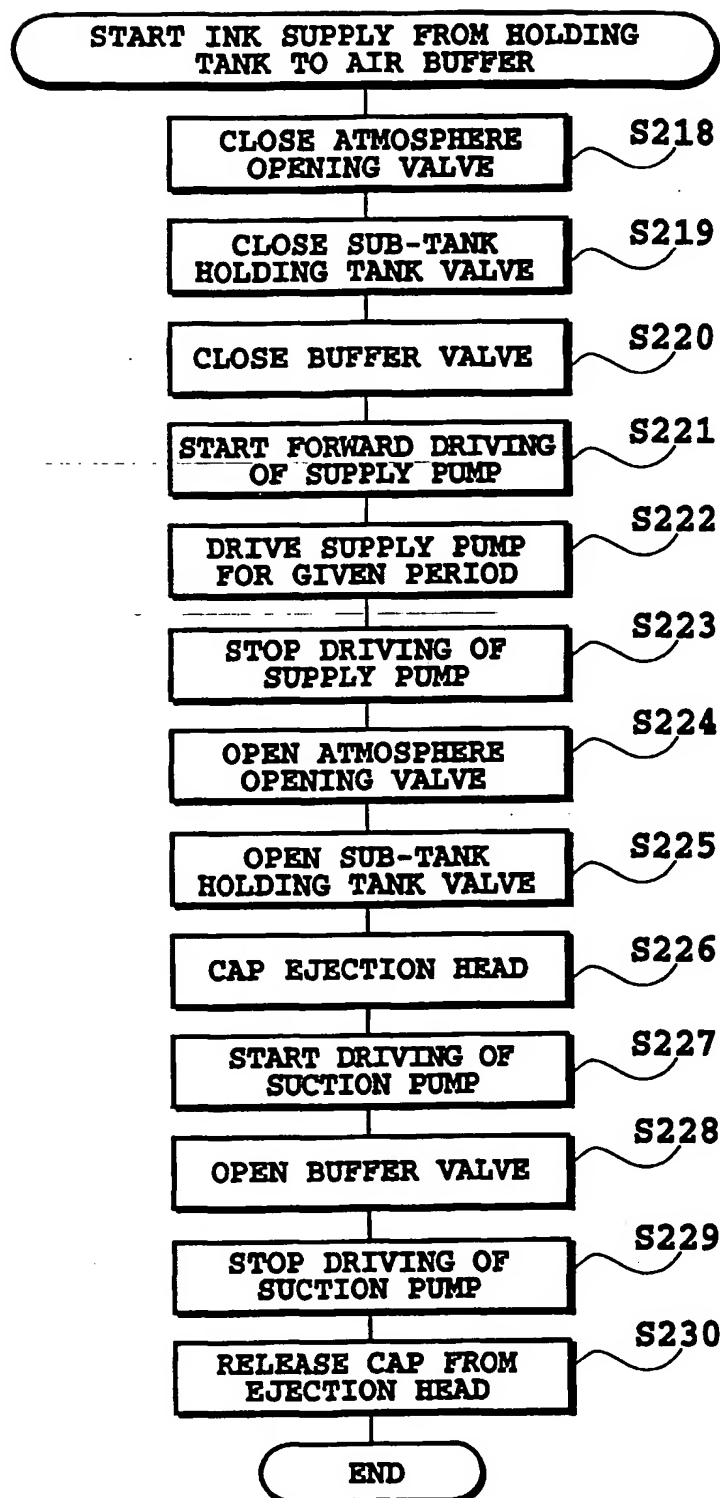 START INK SUPPLY FROM HOLDING
TANK TO AIR BUFFER
CLOSE ATMOSPHERE
OPENING VALVE
S218
CLOSE SUB-TANK
HOLDING TANK VALVE
S219
CLOSE BUFFER VALVE
S220
START FORWARD DRIVING
OF SUPPLY PUMP
S221
DRIVE SUPPLY PUMP
FOR GIVEN PERIOD
S222
STOP DRIVING OF
SUPPLY PUMP
S223
OPEN ATMOSPHERE
OPENING VALVE
S224
OPEN SUB-TANK
HOLDING TANK VALVE
S225
CAP EJECTION HEAD
S226
START DRIVING OF
SUCTION PUMP
S227
OPEN BUFFER VALVE
S228
STOP DRIVING OF
SUCTION PUMP
S229
RELEASE CAP FROM
EJECTION HEAD
S230
END